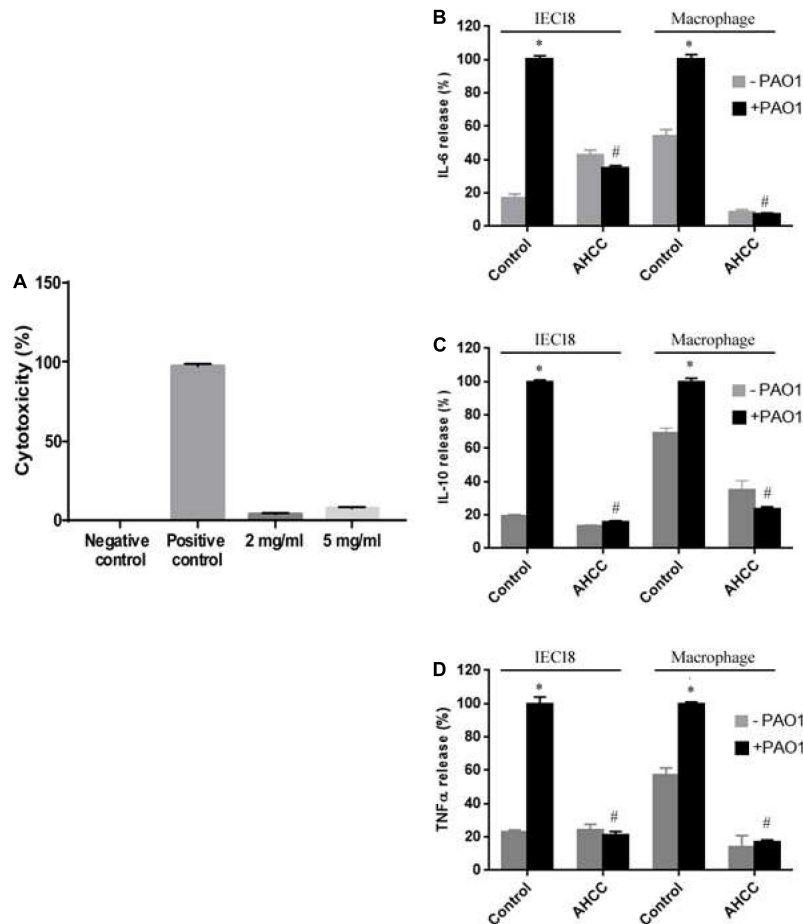 A
Cytotoxicity (%)
150
100
50
0
Negative control
Positive control
2 mg/ml
5 mg/ml
B
IEC18
Macrophage
IL-6 release (%)
120
100
80
60
40
20
0
*
#
*
#
- PAO1
+PAO1
Control
AHCC
Control
AHCC
C
IEC18
Macrophage
IL-10 release (%)
120
100
80
60
40
20
0
*
#
*
#
- PAO1
+PAO1
Control
AHCC
Control
AHCC
D
IEC18
Macrophage
TNFα release (%)
120
100
80
60
40
20
0
*
#
*
#
- PAO1
+PAO1
Control
AHCC
Control
AHCC